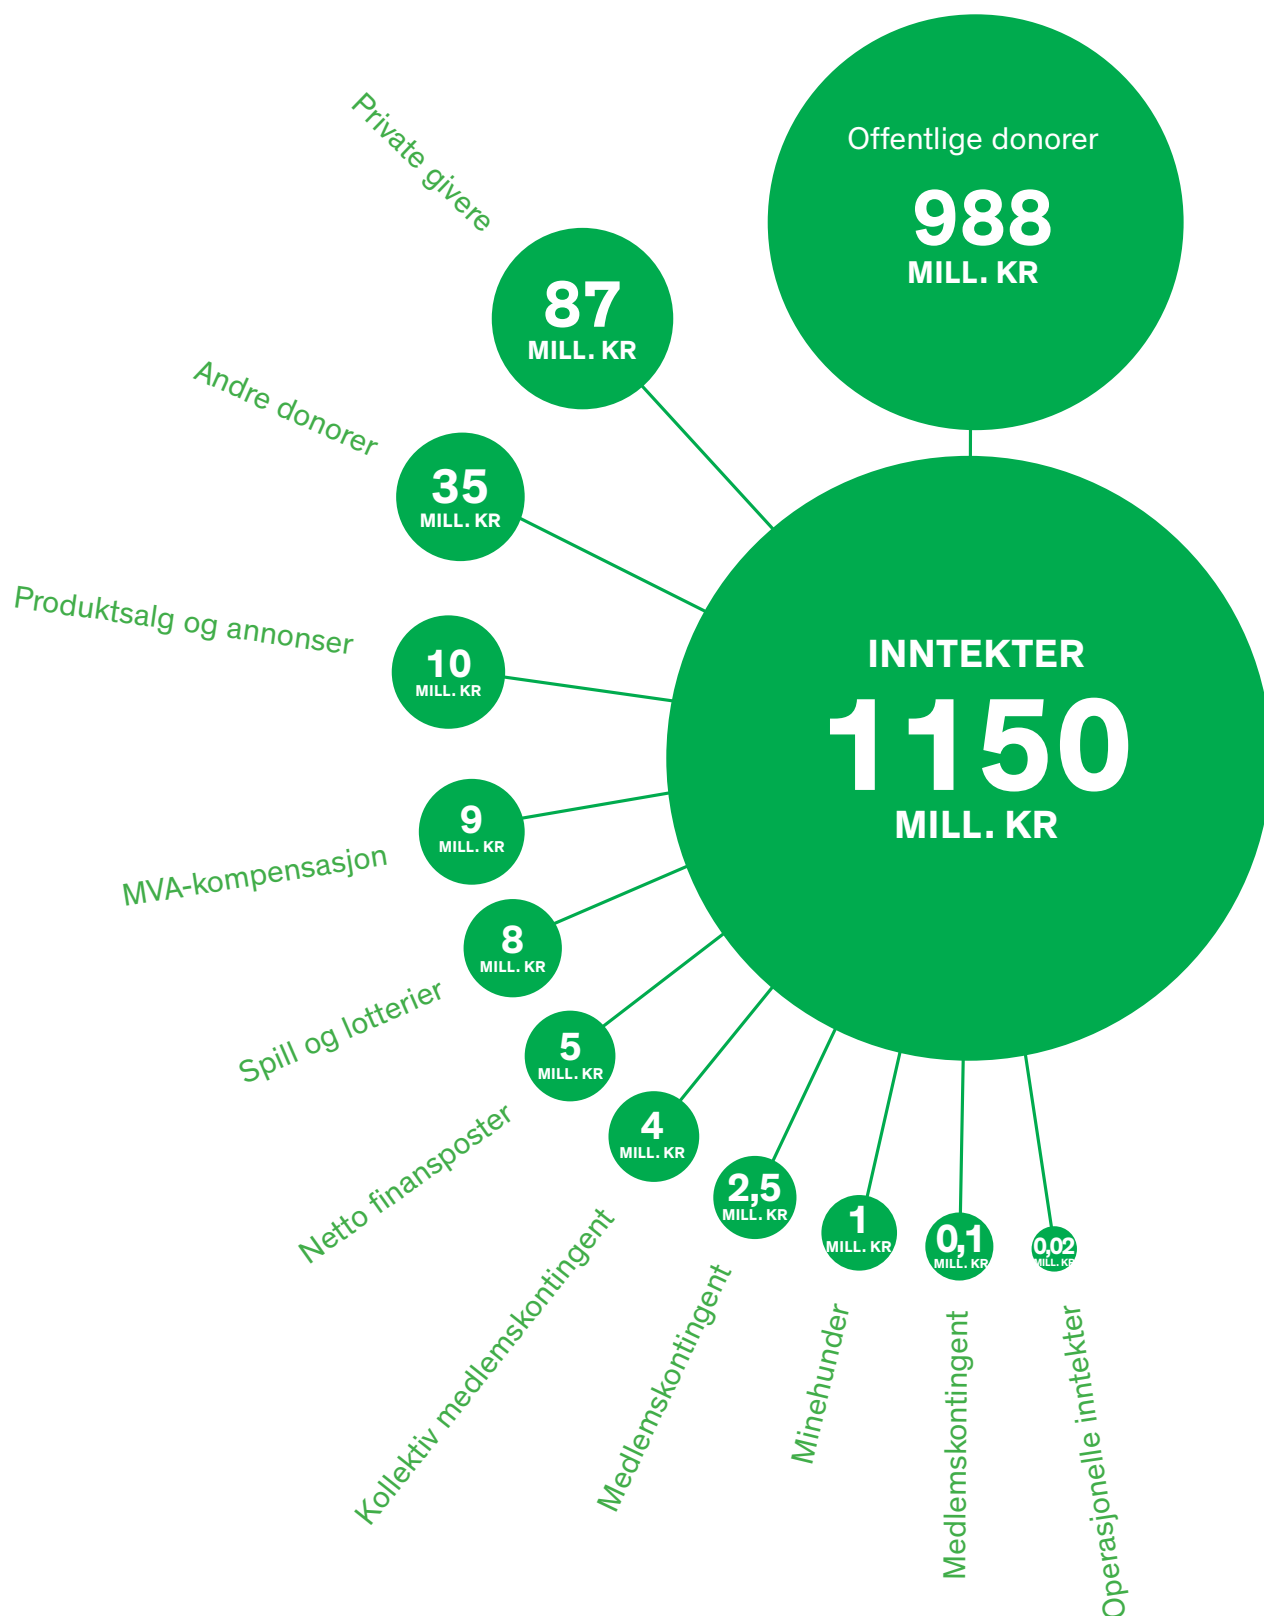 Offentlige donorer
988
MILL. KR
Private givere
87
MILL. KR
Andre donorer
35
MILL. KR
Produktsalg og annonser
10
MILL. KR
INNTEKTER
1150
MILL. KR
MVA-kompensasjon
9
MILL. KR
Spill og lotterier
8
MILL. KR
Netto finansposter
5
MILL. KR
Kollektiv medlemskontingent
4
MILL. KR
Medlemskontingent
2,5
MILL. KR
Minehunder
1
MILL. KR
Medlemskontingent
0,1
MILL. KR
Operasjonelle inntekter
0,02
MILL. KR